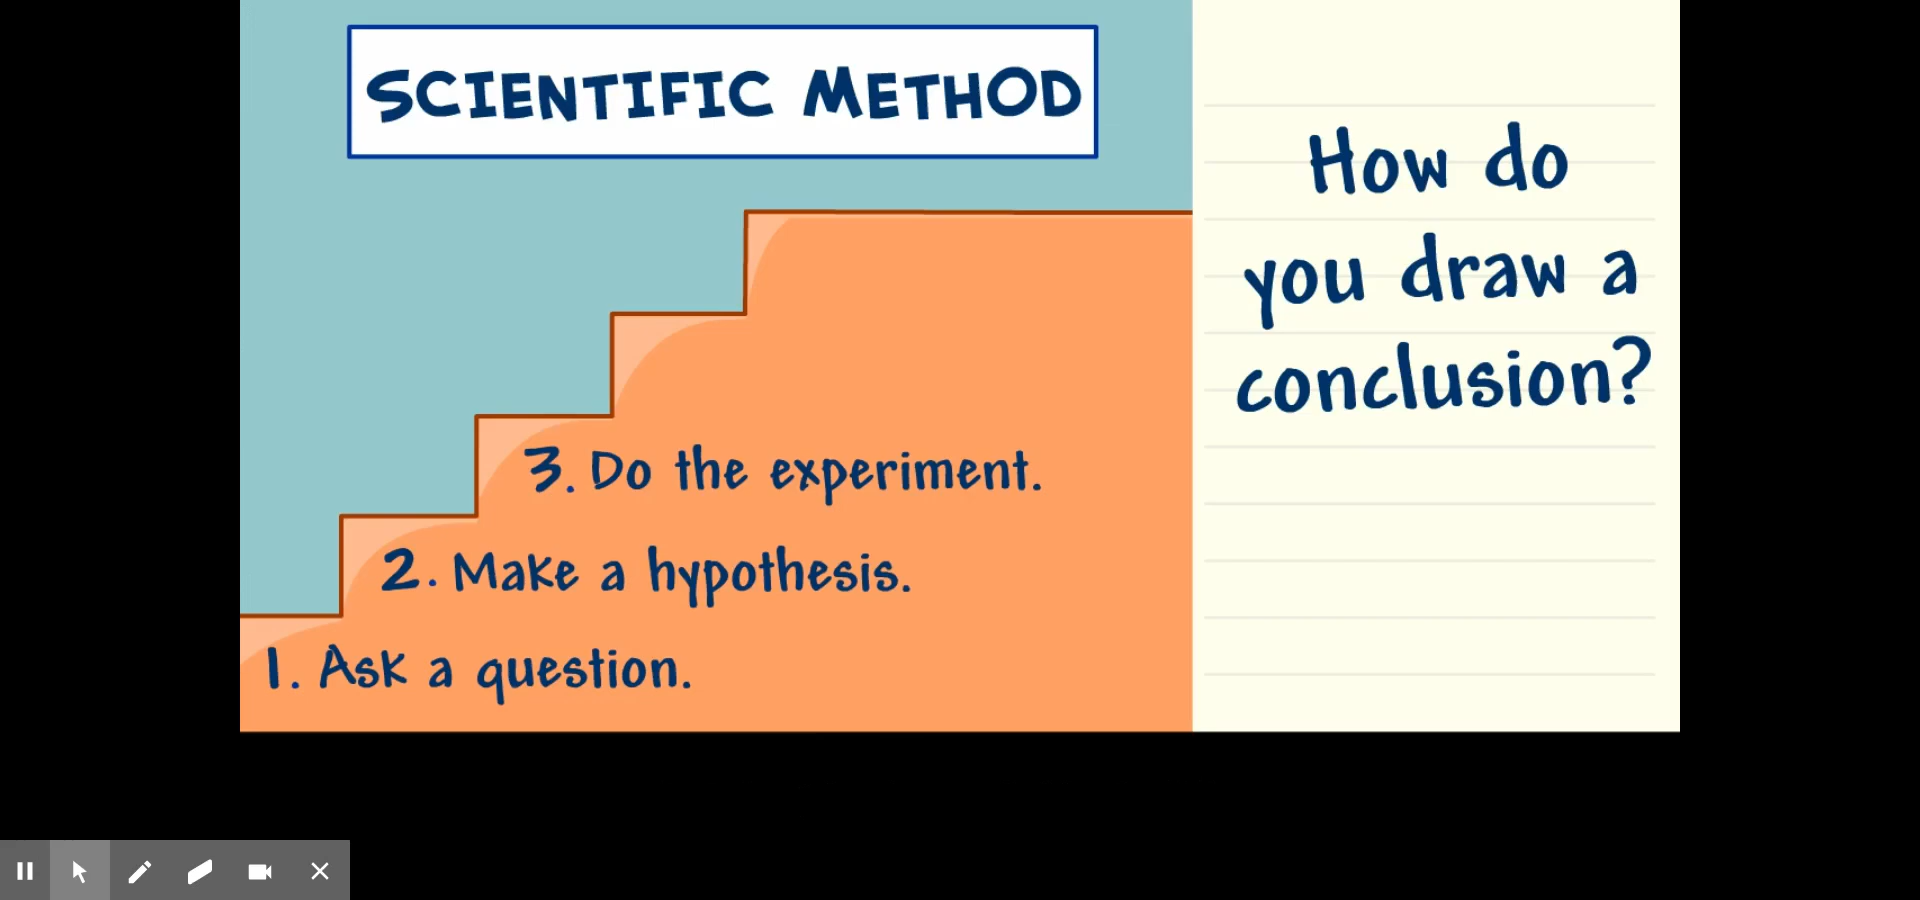 SCIENTIFIC METHOD
3. Do the experiment.
2. Make a hypothesis.
1. Ask a question.
How do
you draw a
conclusion?